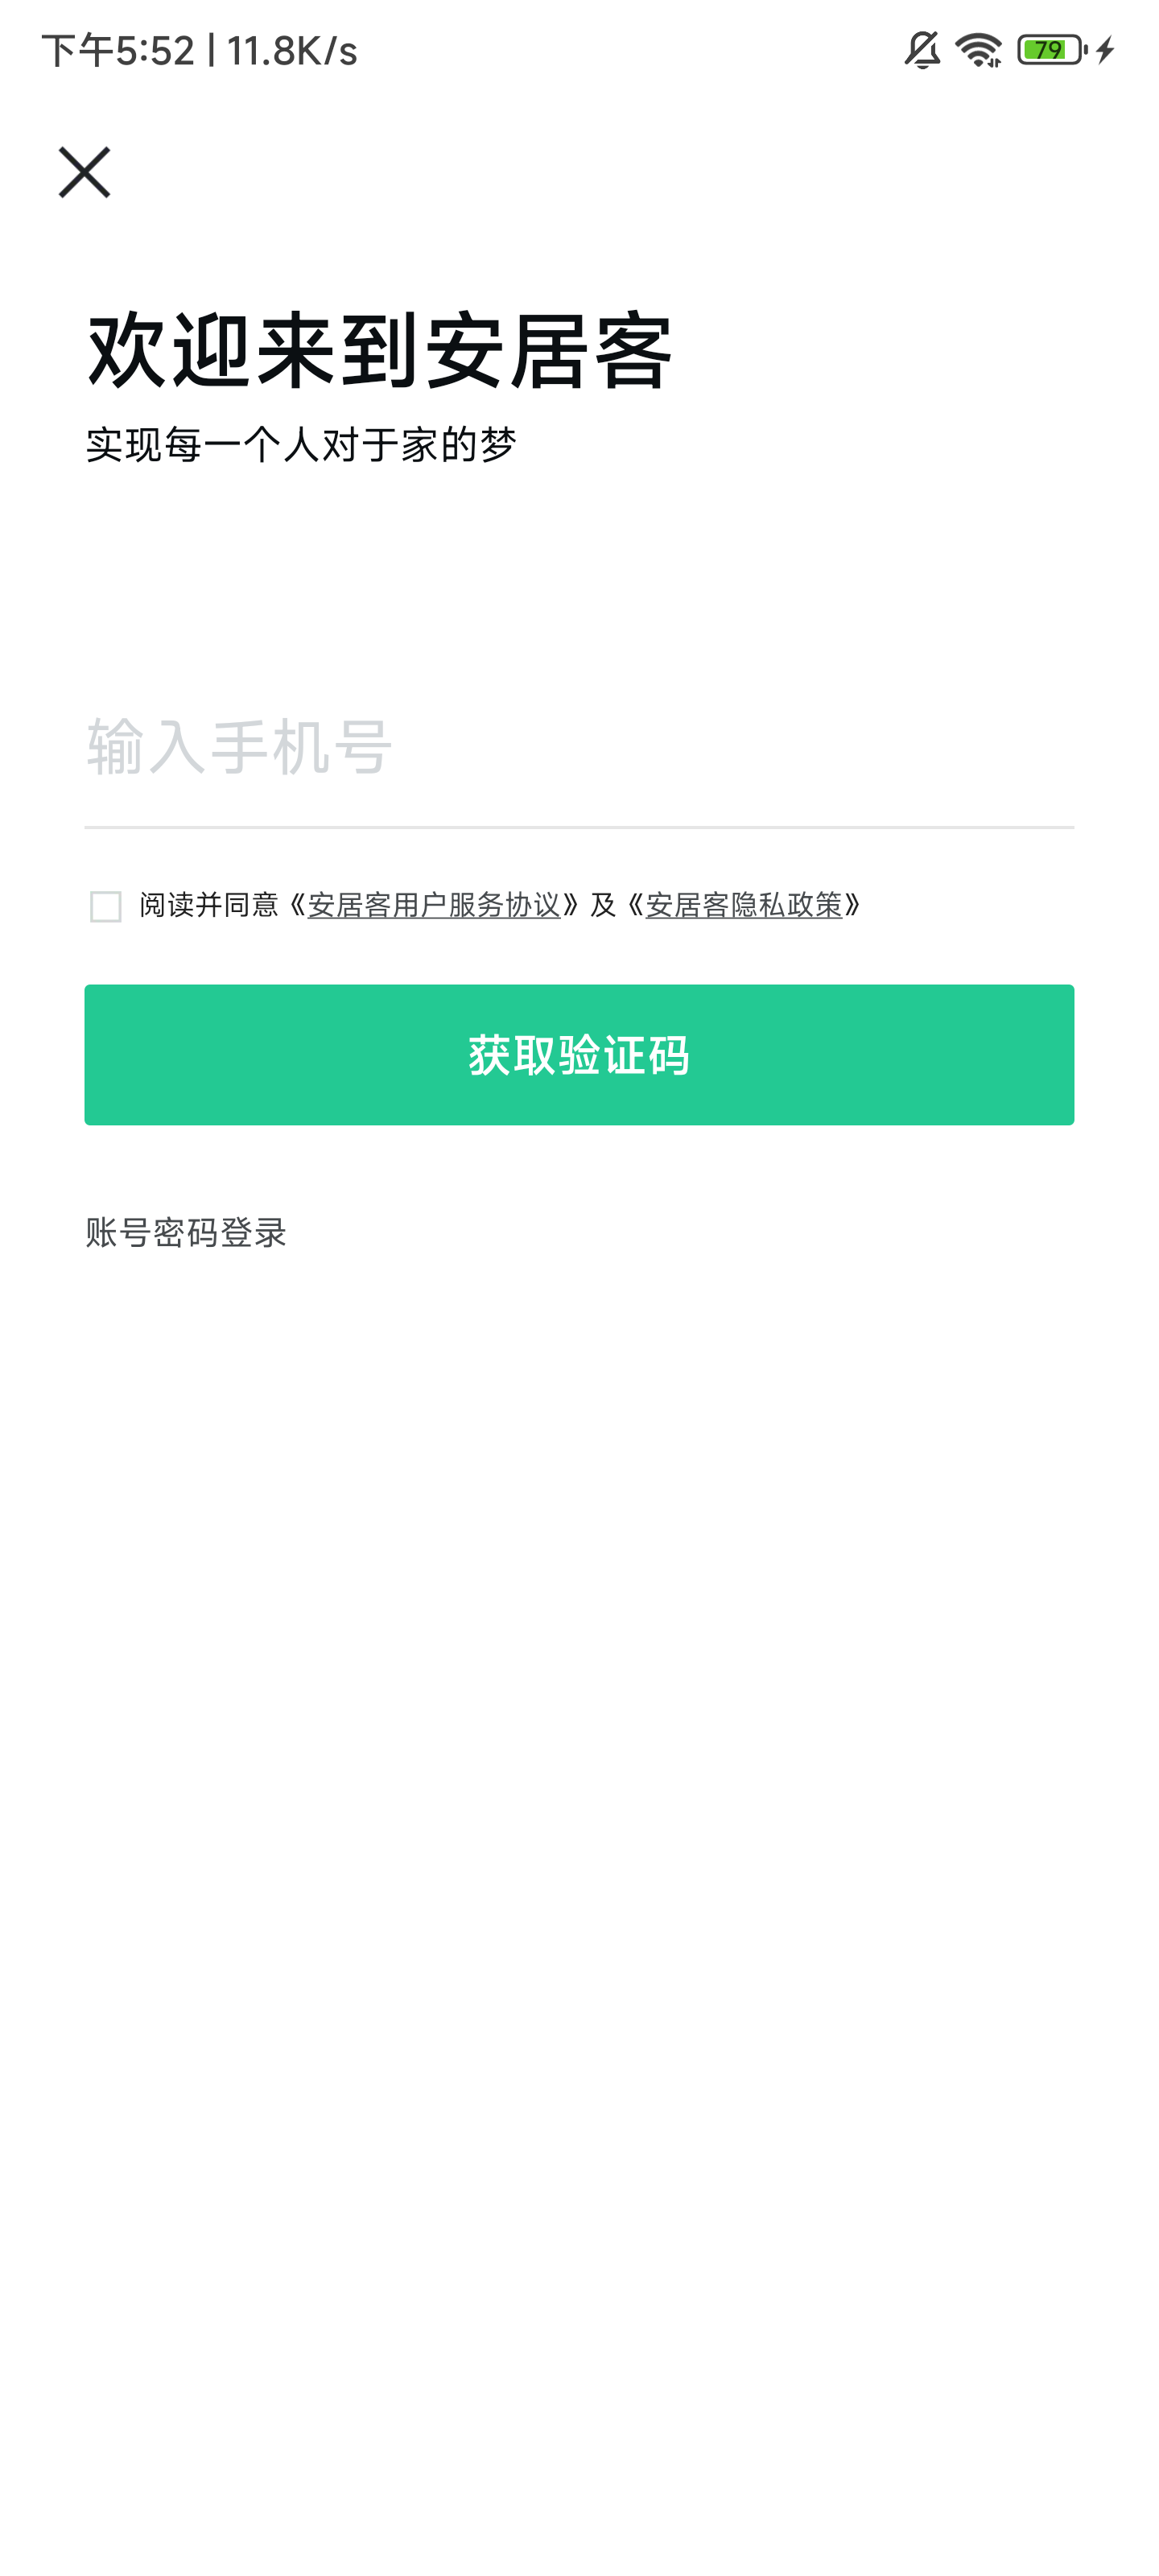 下午5:52 | 11.8K/s
79
欢迎来到安居客
实现每一个人对于家的梦
输入手机号
阅读并同意《安居客用户服务协议》及《安居客隐私政策》
获取验证码
账号密码登录